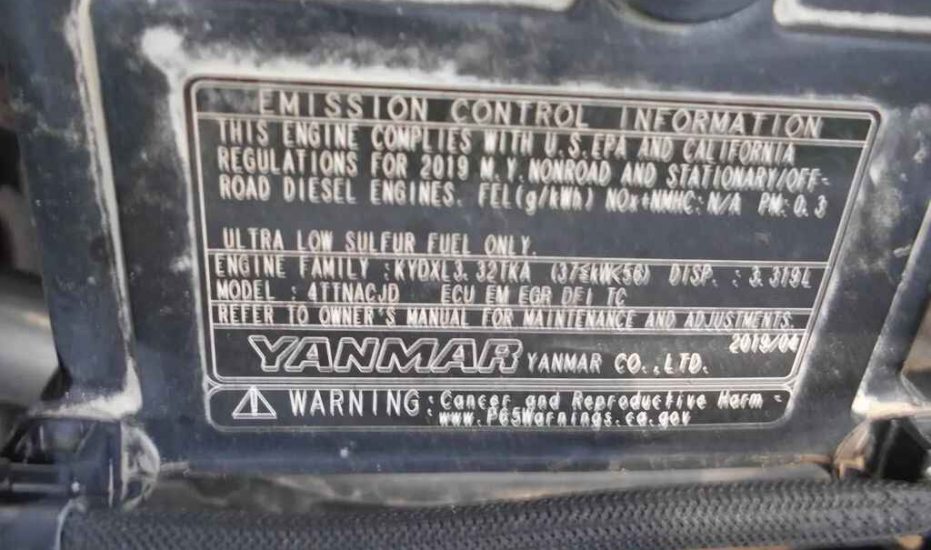 EMISSION CONTROL INFORMATION
THIS ENGINE COMPLIES WITH U.S.EPA AND CALIFORNIA
REGULATIONS FOR 2019 M.Y. NONROAD AND STATIONARY/OFF-
ROAD DIESEL ENGINES. FEL(g/kWh) NOx+NMHC:N/A PM:0.3
ULTRA LOW SULFUR FUEL ONLY.
ENGINE FAMILY :KYDXL3.32TKA (37≤kW<56) DISP. : 3.319L
MODEL : 4TTNACJD ECU EM EGR DFI TC
REFER TO OWNER'S MANUAL FOR MAINTENANCE AND ADJUSTMENTS.
2019/04
YANMAR YANMAR CO.,LTD.
WARNING:Cancer and Reproductive Harm -
www.P65Warnings.ca.gov